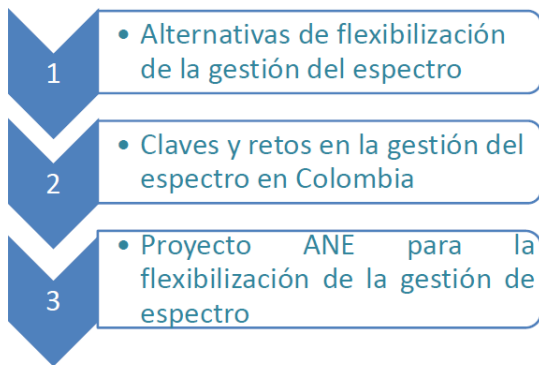 1
• Alternativas de flexibilización
de la gestión del espectro
2
• Claves y retos en la gestión del
espectro en Colombia
3
• Proyecto ANE para la
flexibilización de la gestión de
espectro